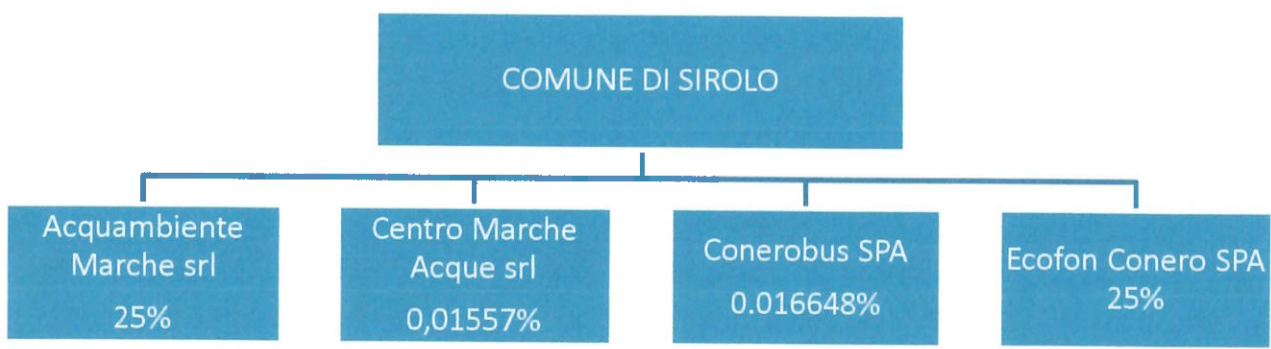 COMUNE DI SIROLO
Acquambiente
Marche srl
25%
Centro Marche
Acque srl
0,01557%
Conerobus SPA
0.016648%
Ecofon Conero SPA
25%